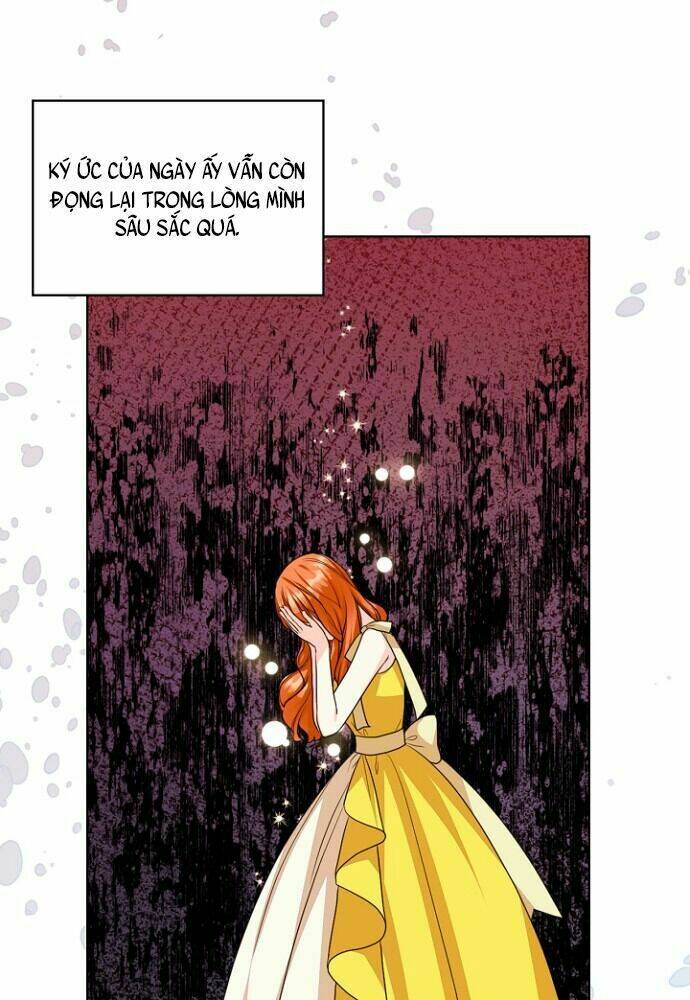 KÝ ỨC CỦA NGÀY ẤY VẪN CÒN
ĐỌNG LẠI TRONG LÒNG MÌNH
SÂU SẮC QUÁ.